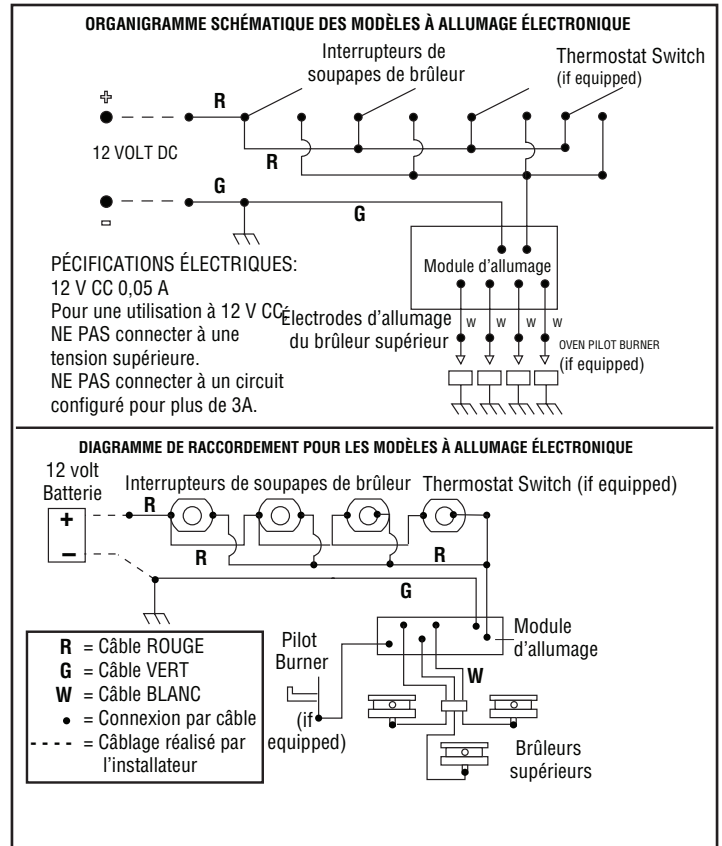 ORGANIGRAMME SCHÉMATIQUE DES MODÈLES À ALLUMAGE ÉLECTRONIQUE
Interrupteurs de
soupapes de brûleur
Thermostat Switch
(if equipped)
+
R
12 VOLT DC
R
G
G
-
Module d'allumage
PÉCIFICATIONS ÉLECTRIQUES:
12 V CC 0,05 A
Pour une utilisation à 12 V CC,
NE PAS connecter à une
tension supérieure.
NE PAS connecter à un circuit
configuré pour plus de 3A.
Électrodes d'allumage
du brûleur supérieur
W W W W
OVEN PILOT BURNER
(if equipped)
DIAGRAMME DE RACCORDEMENT POUR LES MODÈLES À ALLUMAGE ÉLECTRONIQUE
12 volt
Batterie
Interrupteurs de soupapes de brûleur
Thermostat Switch (if equipped)
+
-
R
R
R
G
Module
d'allumage
Pilot
Burner
(if
equipped)
W
Brûleurs
supérieurs
R = Câble ROUGE
G = Câble VERT
W = Câble BLANC
• = Connexion par câble
- - - - = Câblage réalisé par
l'installateur